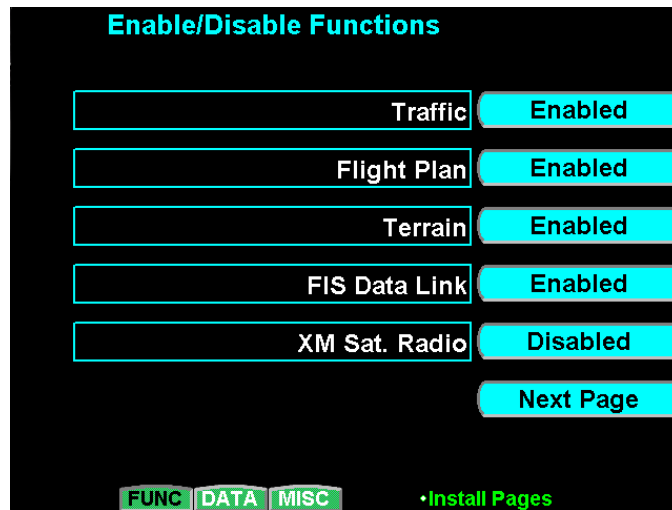 Enable/Disable Functions
Traffic Enabled
Flight Plan Enabled
Terrain Enabled
FIS Data Link Enabled
XM Sat. Radio Disabled
Next Page
FUNC DATA MISC •Install Pages